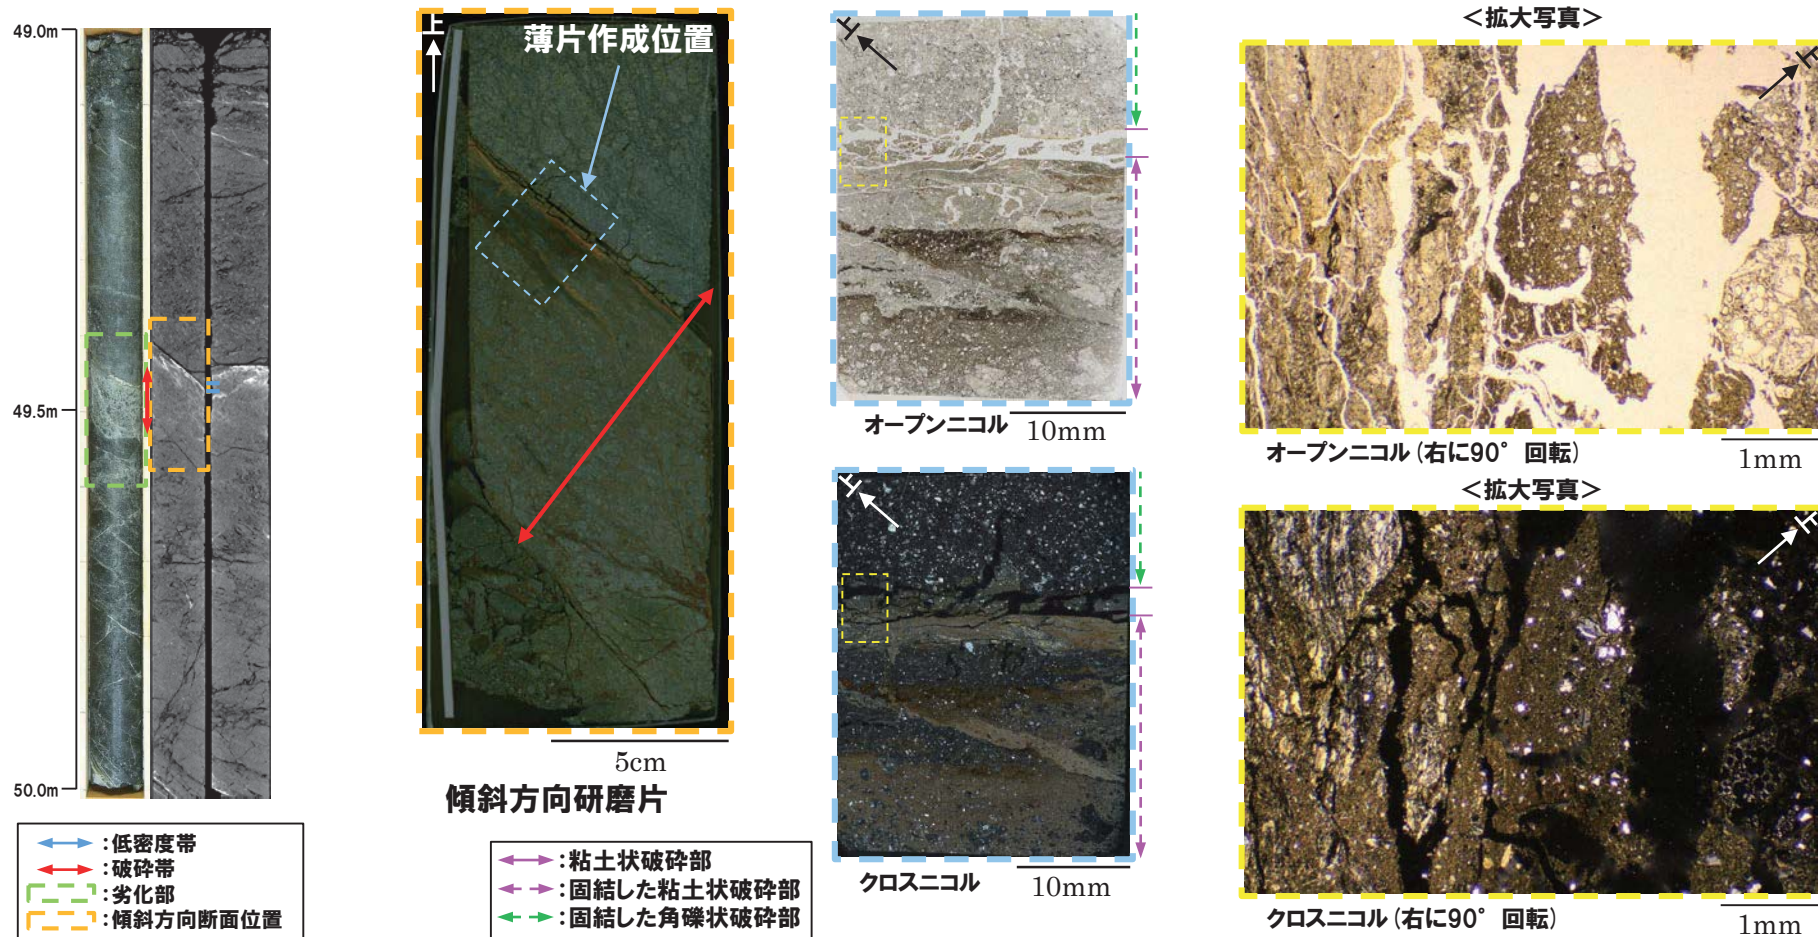 49.0m
49.5m
50.0m
:低密度帯
:破砕帯
:劣化部
:傾斜方向断面位置
上
薄片作成位置
5cm
傾斜方向研磨片
:粘土状破砕部
:固結した粘土状破砕部
:固結した角礫状破砕部
上
オープンニコル 10mm
上
クロスニコル 10mm
<拡大写真>
上
オープンニコル (右に90°回転) 1mm
<拡大写真>
上
クロスニコル (右に90°回転) 1mm